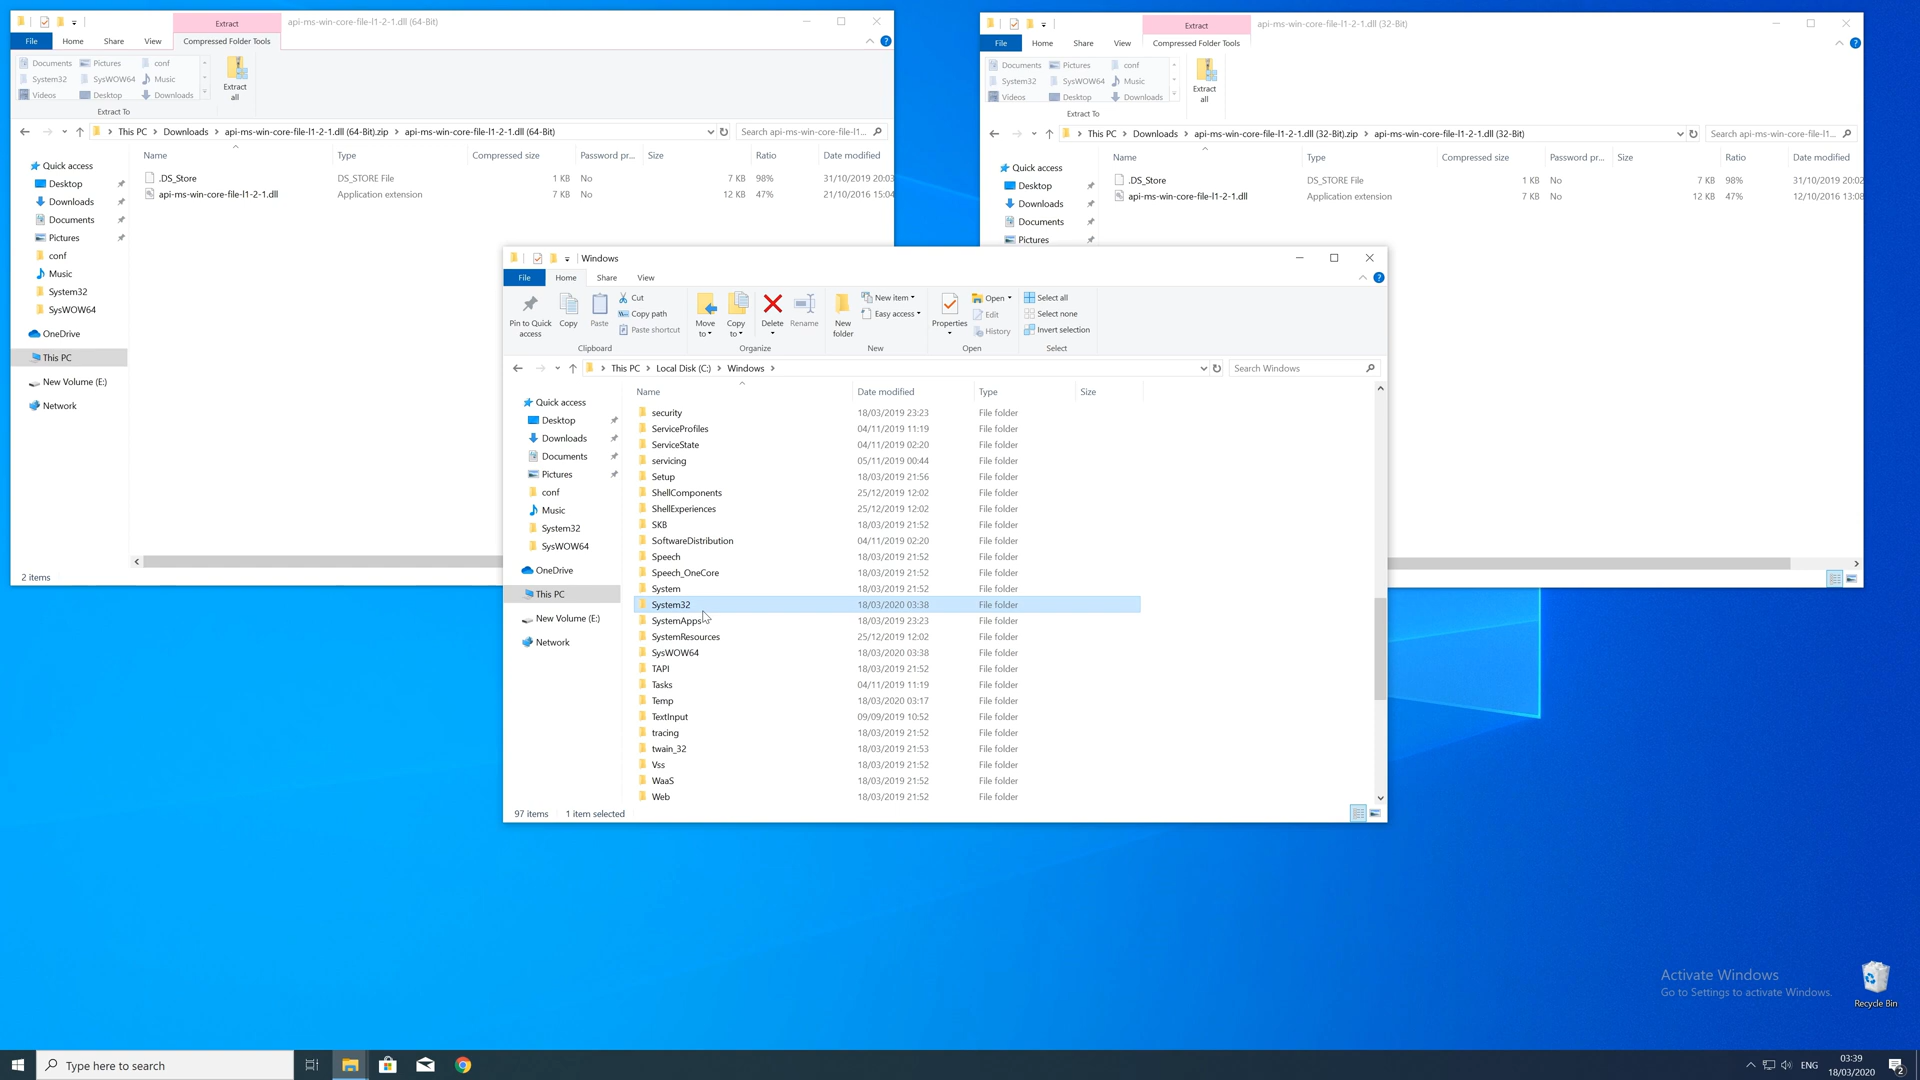 Extract
api-ms-win-core-file-l1-2-1.dll (64-Bit)
File Home Share View Compressed Folder Tools
Documents Pictures conf
System32 SysWOW64 Music
Videos Desktop Downloads
Extract all
Extract To
This PC Downloads api-ms-win-core-file-l1-2-1.dll (64-Bit).zip api-ms-win-core-file-l1-2-1.dll (64-Bit)
Search api-ms-win-core-file-l1...
Name Type Compressed size Password pr... Size Ratio Date modified
.DS_Store DS_STORE File 1 KB No 7 KB 98% 31/10/2019 20:03
api-ms-win-core-file-l1-2-1.dll Application extension 7 KB No 12 KB 47% 21/10/2016 15:04
Quick access
Desktop
Downloads
Documents
Pictures
conf
Music
System32
SysWOW64
OneDrive
This PC
New Volume (E:)
Network
2 items
Extract
api-ms-win-core-file-l1-2-1.dll (32-Bit)
File Home Share View Compressed Folder Tools
Documents Pictures conf
System32 SysWOW64 Music
Videos Desktop Downloads
Extract all
Extract To
This PC Downloads api-ms-win-core-file-l1-2-1.dll (32-Bit).zip api-ms-win-core-file-l1-2-1.dll (32-Bit)
Search api-ms-win-core-file-l1...
Name Type Compressed size Password pr... Size Ratio Date modified
.DS_Store DS_STORE File 1 KB No 7 KB 98% 31/10/2019 20:02
api-ms-win-core-file-l1-2-1.dll Application extension 7 KB No 12 KB 47% 12/10/2016 13:08
Quick access
Desktop
Downloads
Documents
Pictures
Windows
File Home Share View
Pin to Quick access
Copy
Paste
Cut
Copy path
Paste shortcut
Clipboard
Move to
Copy to
Delete
Rename
Organize
New folder
New item
Easy access
New
Properties
Open
Edit
History
Open
Select all
Select none
Invert selection
Select
This PC Local Disk (C:) Windows
Search Windows
Name Date modified Type Size
Quick access
Desktop
Downloads
Documents
Pictures
conf
Music
System32
SysWOW64
OneDrive
This PC
New Volume (E:)
Network
security 18/03/2019 23:23 File folder
ServiceProfiles 04/11/2019 11:19 File folder
ServiceState 04/11/2019 02:20 File folder
servicing 05/11/2019 00:44 File folder
Setup 18/03/2019 21:56 File folder
ShellComponents 25/12/2019 12:02 File folder
ShellExperiences 25/12/2019 12:02 File folder
SKB 18/03/2019 21:52 File folder
SoftwareDistribution 04/11/2019 02:20 File folder
Speech 18/03/2019 21:52 File folder
Speech_OneCore 18/03/2019 21:52 File folder
System 18/03/2019 21:52 File folder
System32 18/03/2020 03:38 File folder
SystemApps 18/03/2019 23:23 File folder
SystemResources 25/12/2019 12:02 File folder
SysWOW64 18/03/2020 03:38 File folder
TAPI 18/03/2019 21:52 File folder
Tasks 04/11/2019 11:19 File folder
Temp 18/03/2020 03:17 File folder
TextInput 09/09/2019 10:52 File folder
tracing 18/03/2019 21:52 File folder
twain_32 18/03/2019 21:53 File folder
Vss 18/03/2019 21:52 File folder
WaaS 18/03/2019 21:52 File folder
Web 18/03/2019 21:52 File folder
97 items 1 item selected
Activate Windows
Go to Settings to activate Windows.
Recycle Bin
Type here to search
ENG
03:39
18/03/2020
2